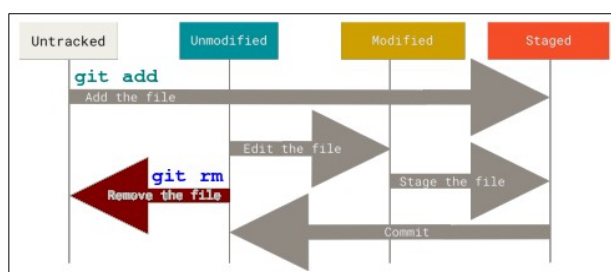 Untracked Unmodified Modified Staged
git add
Add the file
Edit the file
git rm
Remove the file
Stage the file
Commit